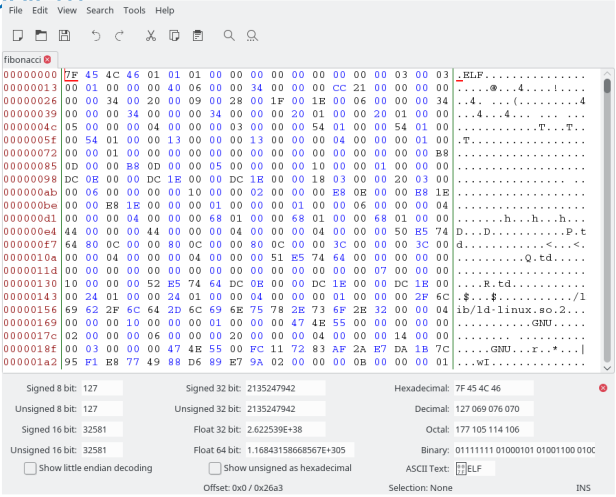 File Edit View Search Tools Help
fibonacci
00000000 7F 45 4C 46 01 01 01 00 00 00 00 00 00 00 00 00 03 00 03 .ELF...............
00000013 00 01 00 00 00 40 06 00 00 34 00 00 00 CC 21 00 00 00 00 .....@...4....!....
00000026 00 00 34 00 20 00 09 00 28 00 1F 00 1E 00 06 00 00 00 34 ..4. ...(.........4
00000039 00 00 00 34 00 00 00 34 00 00 00 20 01 00 00 20 01 00 00 ...4...4... ... ...
0000004c 05 00 00 00 04 00 00 00 03 00 00 00 54 01 00 00 54 01 00 ............T...T..
0000005f 00 54 01 00 00 13 00 00 00 13 00 00 00 04 00 00 00 01 00 .T.................
00000072 00 00 01 00 00 00 00 00 00 00 00 00 00 00 00 00 00 00 B8 ...................
00000085 0D 00 00 B8 0D 00 00 05 00 00 00 00 10 00 00 01 00 00 00 ...................
00000098 DC 0E 00 00 DC 1E 00 00 DC 1E 00 00 18 03 00 00 20 03 00 ................ ..
000000ab 00 06 00 00 00 00 10 00 00 02 00 00 00 E8 0E 00 00 E8 1E ...................
000000be 00 00 E8 1E 00 00 00 01 00 00 00 01 00 00 06 00 00 00 04 ...................
000000d1 00 00 00 04 00 00 00 68 01 00 00 68 01 00 00 68 01 00 00 .......h...h...h...
000000e4 44 00 00 00 44 00 00 00 04 00 00 00 04 00 00 00 50 E5 74 D...D...........P.t
000000f7 64 80 0C 00 00 80 0C 00 00 80 0C 00 00 3C 00 00 00 3C 00 d............<...<.
0000010a 00 00 04 00 00 00 04 00 00 00 51 E5 74 64 00 00 00 00 00 ..........Q.td.....
0000011d 00 00 00 00 00 00 00 00 00 00 00 00 00 00 00 07 00 00 00 ...................
00000130 10 00 00 00 52 E5 74 64 DC 0E 00 00 DC 1E 00 00 DC 1E 00 ....R.td...........
00000143 00 24 01 00 00 24 01 00 00 04 00 00 00 01 00 00 00 2F 6C .$...$.........../l
00000156 69 62 2F 6C 64 2D 6C 69 6E 75 78 2E 73 6F 2E 32 00 00 04 ib/ld-linux.so.2...
00000169 00 00 00 10 00 00 00 01 00 00 00 47 4E 55 00 00 00 00 00 ...........GNU.....
0000017c 02 00 00 00 06 00 00 00 20 00 00 00 04 00 00 00 14 00 00 ........ ..........
0000018f 00 03 00 00 00 47 4E 55 00 FC 11 72 83 AF 2A E7 DA 1B 7C .....GNU...r..*...|
000001a2 95 F1 E8 77 49 88 D6 89 E7 9A 02 00 00 00 0B 00 00 00 01 ...wI..............
Signed 8 bit: 127 Signed 32 bit: 2135247942 Hexadecimal: 7F 45 4C 46
Unsigned 8 bit: 127 Unsigned 32 bit: 2135247942 Decimal: 127 069 076 070
Signed 16 bit: 32581 Float 32 bit: 2.622539E+38 Octal: 177 105 114 106
Unsigned 16 bit: 32581 Float 64 bit: 1.16843158668567E+305 Binary: 01111111 01000101 01001100 0100
Show little endian decoding Show unsigned as hexadecimal ASCII Text: ELF
Offset: 0x0 / 0x26a3 Selection: None INS